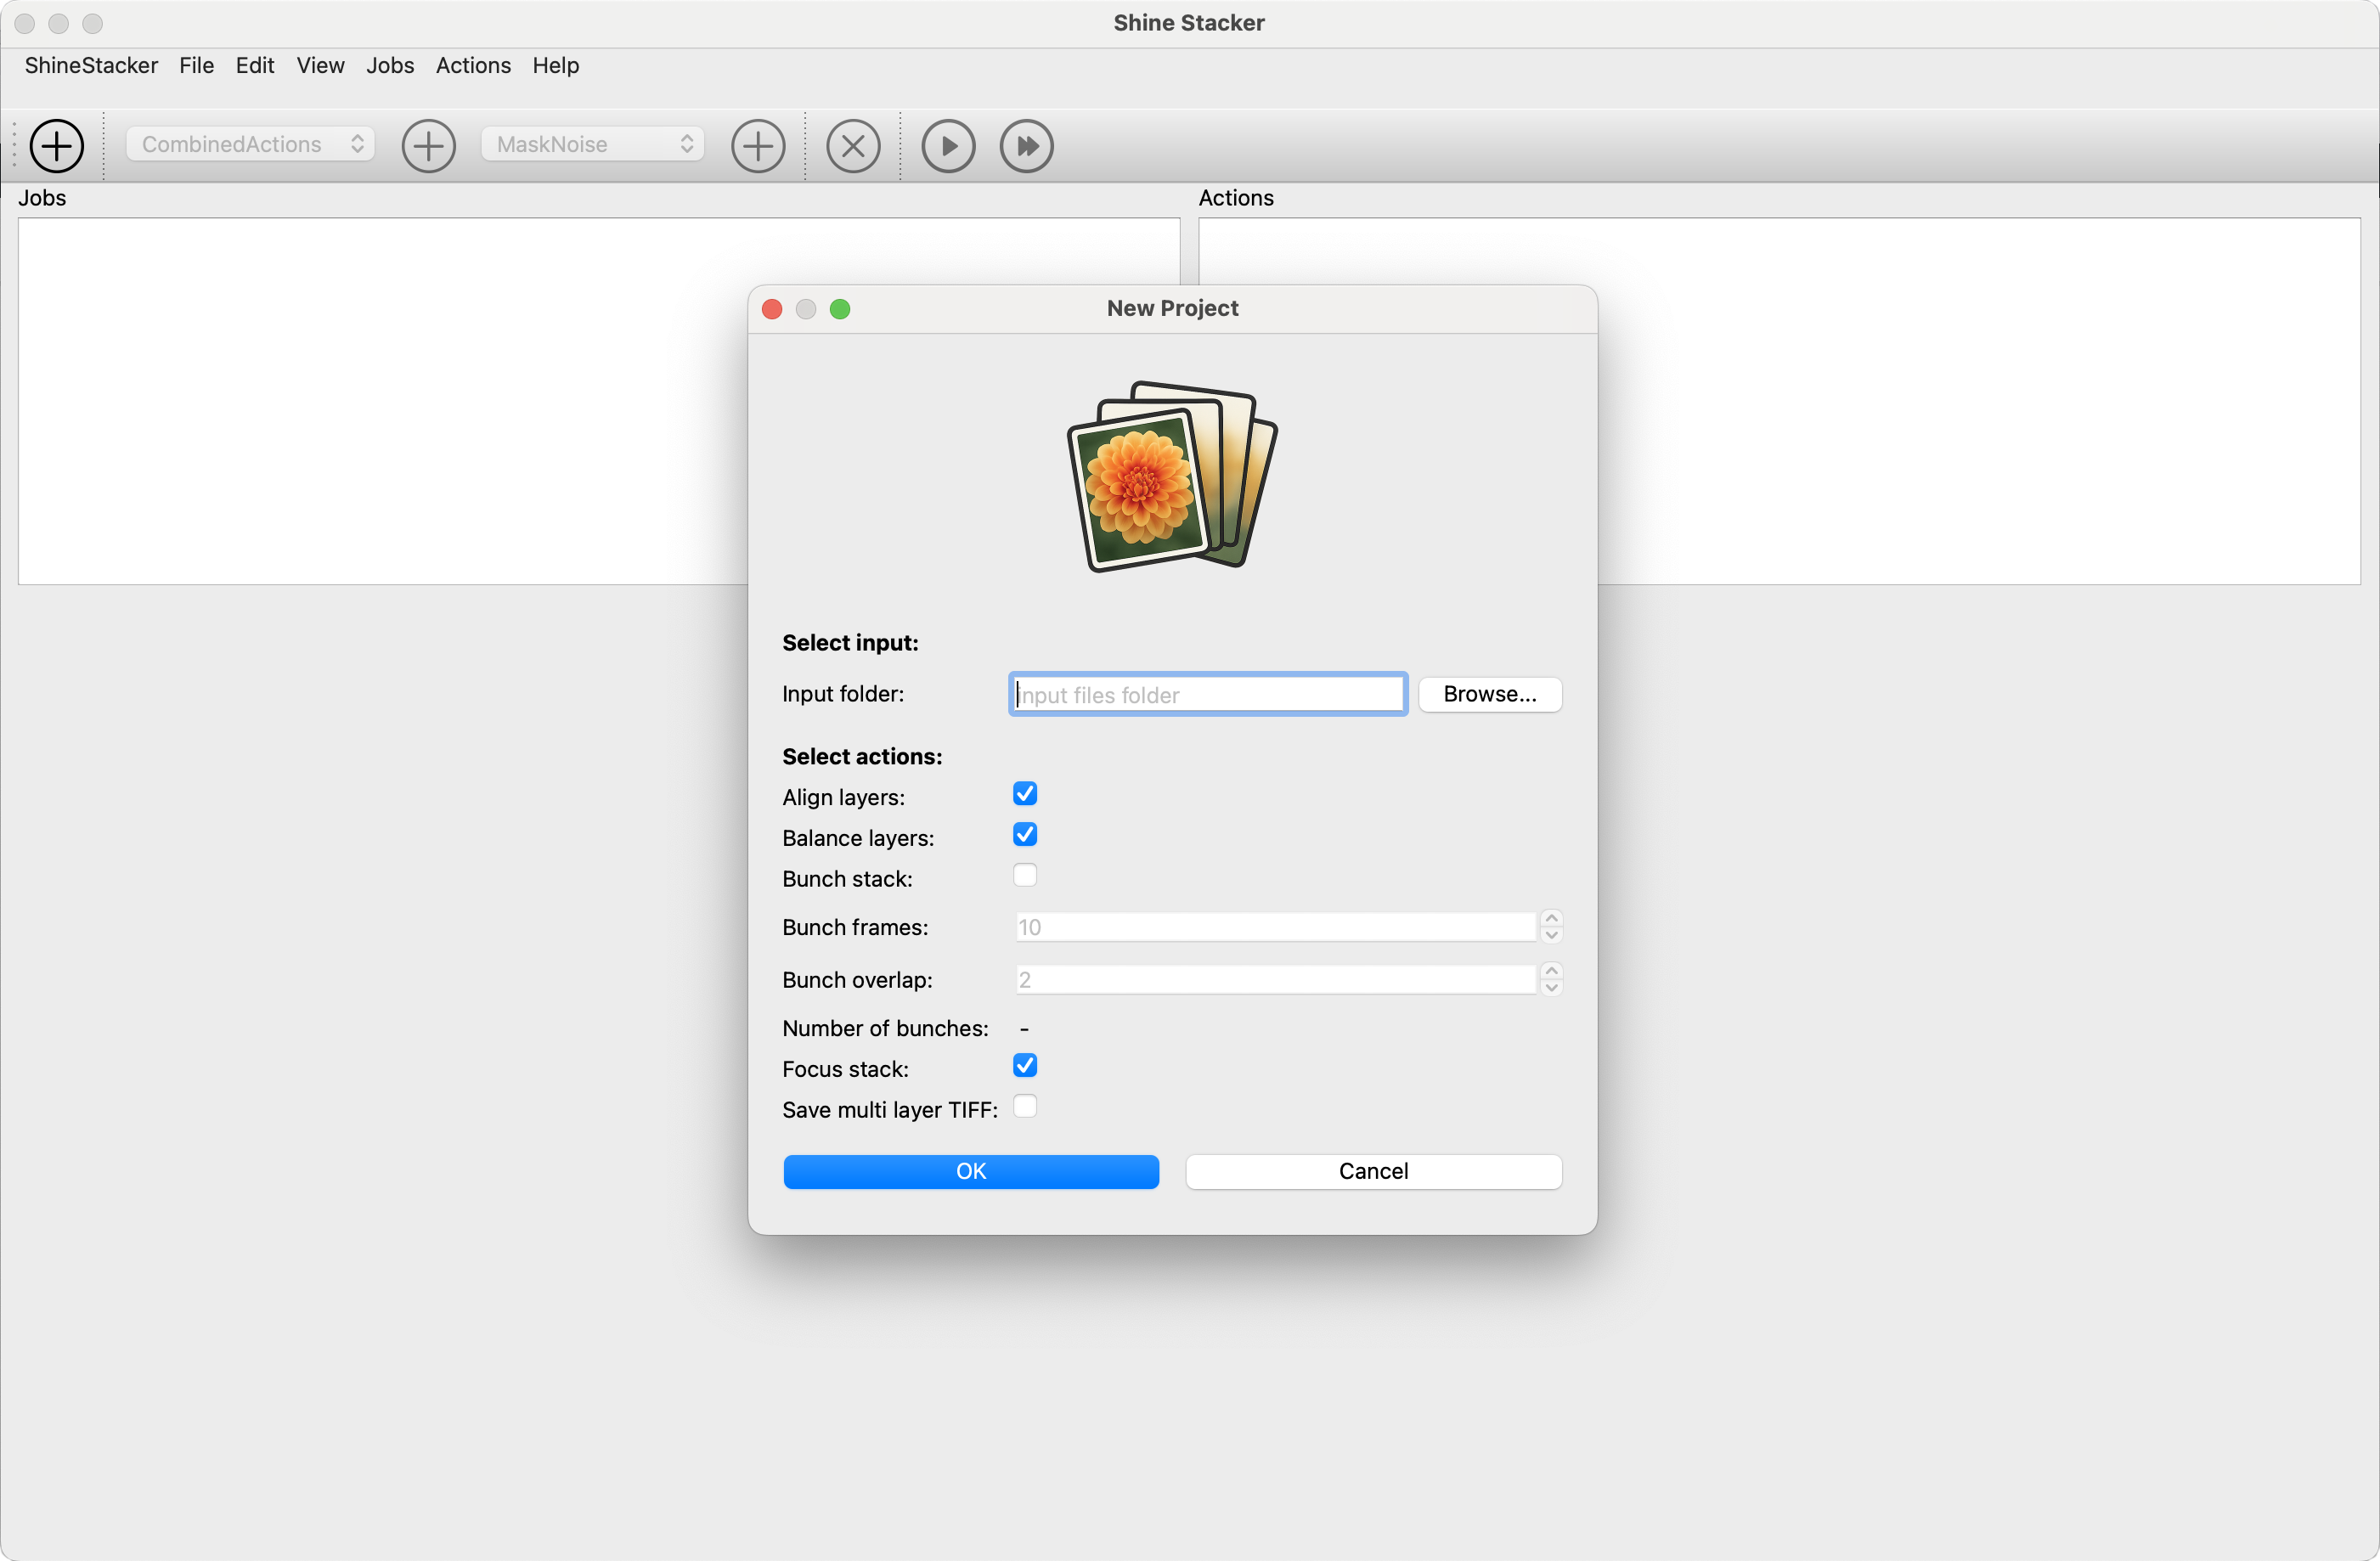 Shine Stacker
ShineStacker File Edit View Jobs Actions Help
CombinedActions MaskNoise
Jobs Actions
New Project
Select input:
Input folder: input files folder Browse...
Select actions:
Align layers:
Balance layers:
Bunch stack:
Bunch frames: 10
Bunch overlap: 2
Number of bunches: -
Focus stack:
Save multi layer TIFF:
OK Cancel